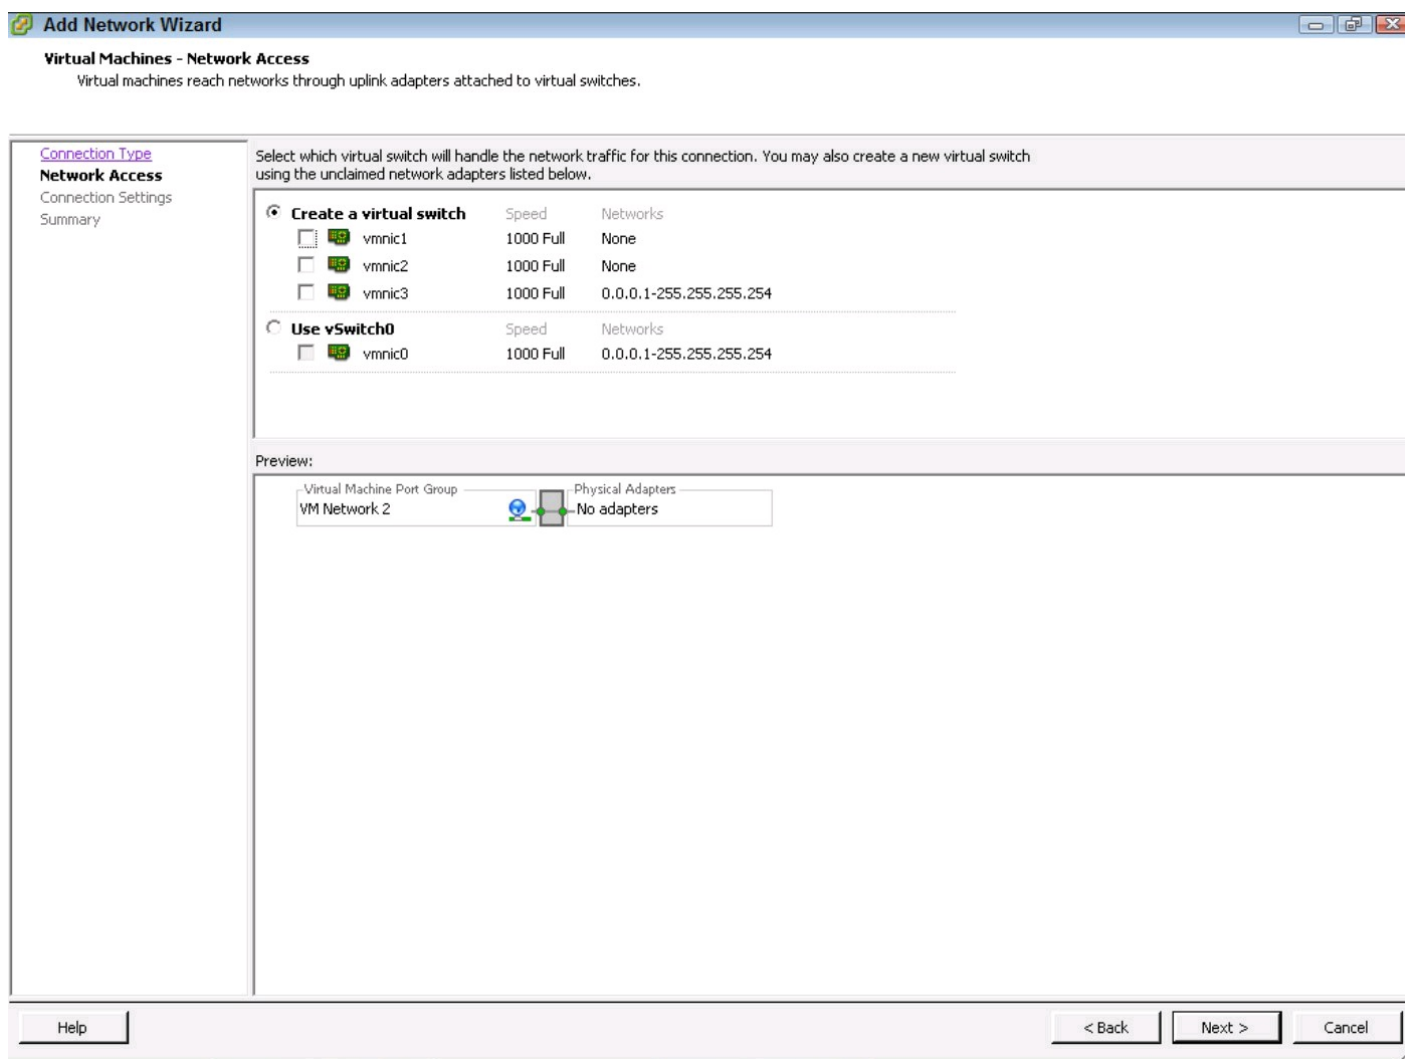 Add Network Wizard
Virtual Machines - Network Access
Virtual machines reach networks through uplink adapters attached to virtual switches.
Connection Type
Network Access
Connection Settings
Summary
Select which virtual switch will handle the network traffic for this connection. You may also create a new virtual switch
using the unclaimed network adapters listed below.
Create a virtual switch Speed Networks
vmnic1 1000 Full None
vmnic2 1000 Full None
vmnic3 1000 Full 0.0.0.1-255.255.255.254
Use vSwitch0 Speed Networks
vmnic0 1000 Full 0.0.0.1-255.255.255.254
Preview:
Virtual Machine Port Group Physical Adapters
VM Network 2 No adapters
Help < Back Next > Cancel